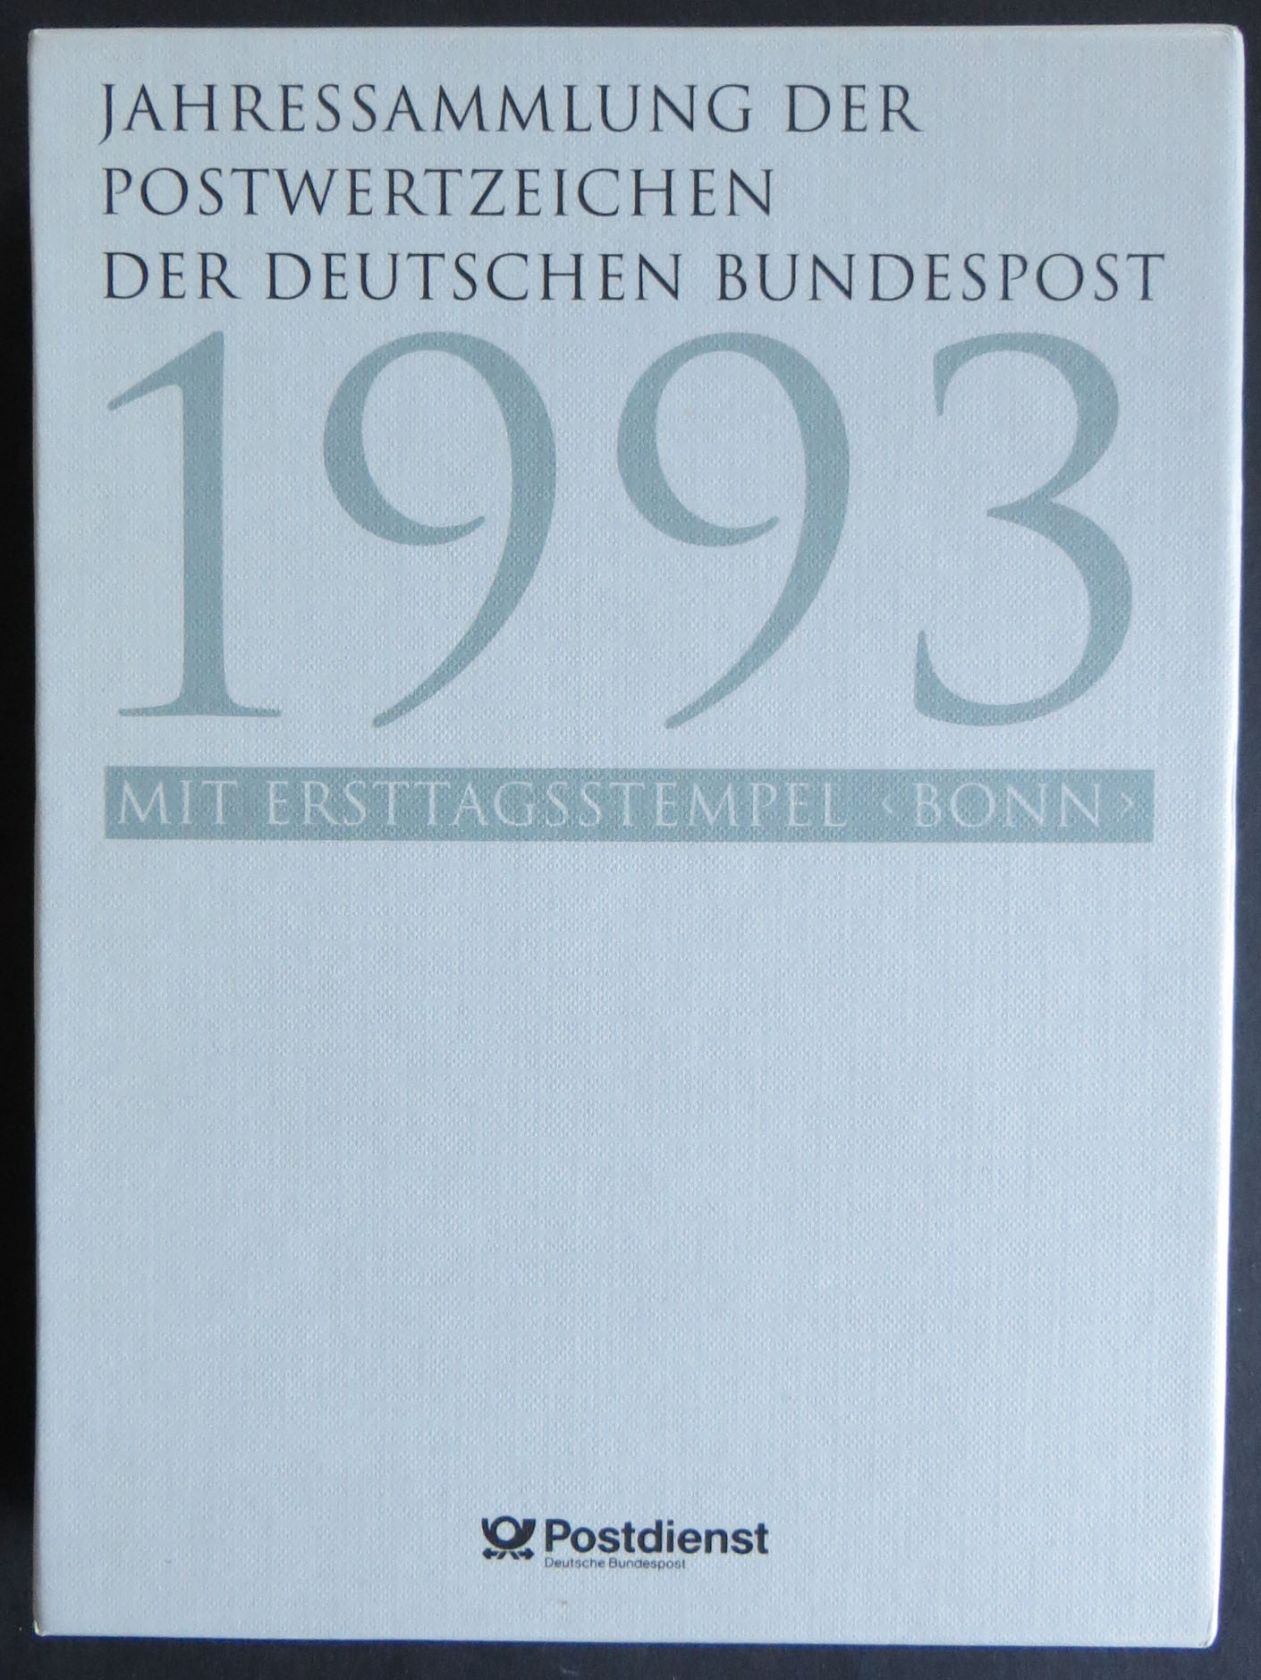 JAHRESSAMMLUNG DER
POSTWERTZEICHEN
DER DEUTSCHEN BUNDESPOST
1993
MIT ERSTTAGSSTEMPEL ‹BONN›
Postdienst
Deutsche Bundespost